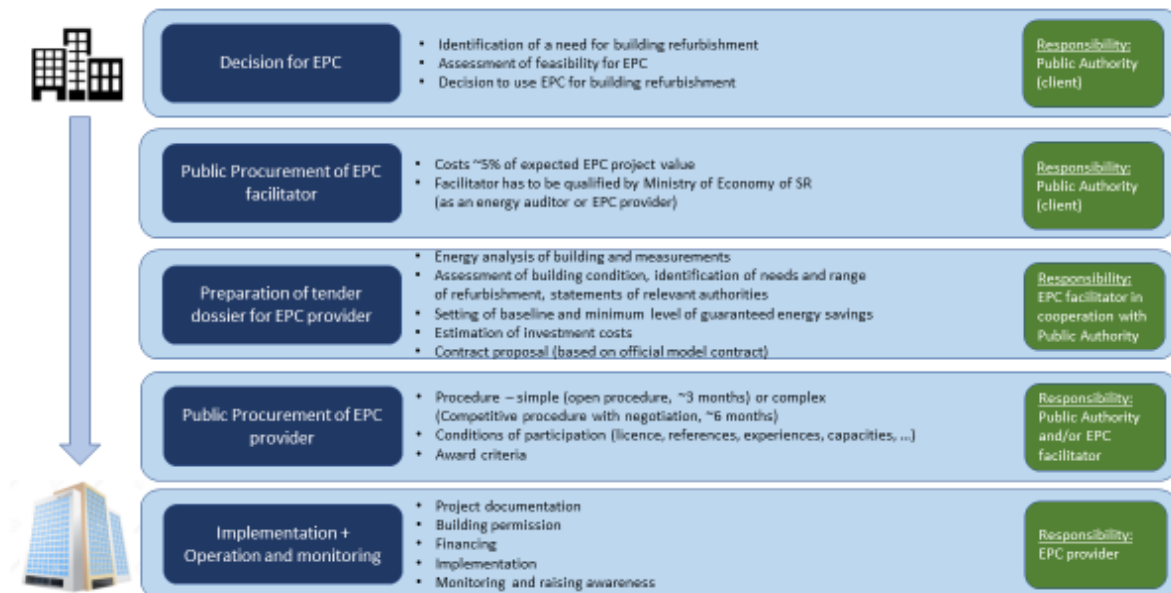 Decision for EPC
• Identification of a need for building refurbishment
• Assessment of feasibility for EPC
• Decision to use EPC for building refurbishment
Responsibility:
Public Authority
(client)
Public Procurement of EPC
facilitator
• Costs ~5% of expected EPC project value
• Facilitator has to be qualified by Ministry of Economy of SR
(as an energy auditor or EPC provider)
Responsibility:
Public Authority
(client)
Preparation of tender
dossier for EPC provider
• Energy analysis of building and measurements
• Assessment of building condition, identification of needs and range
of refurbishment, statements of relevant authorities
• Setting of baseline and minimum level of guaranteed energy savings
• Estimation of investment costs
• Contract proposal (based on official model contract)
Responsibility:
EPC facilitator in
cooperation with
Public Authority
Public Procurement of EPC
provider
• Procedure – simple (open procedure, ~3 months) or complex
(Competitive procedure with negotiation, ~6 months)
• Conditions of participation (licence, references, experiences, capacities, ...)
• Award criteria
Responsibility:
Public Authority
and/or EPC
facilitator
Implementation +
Operation and monitoring
• Project documentation
• Building permission
• Financing
• Implementation
• Monitoring and raising awareness
Responsibility:
EPC provider